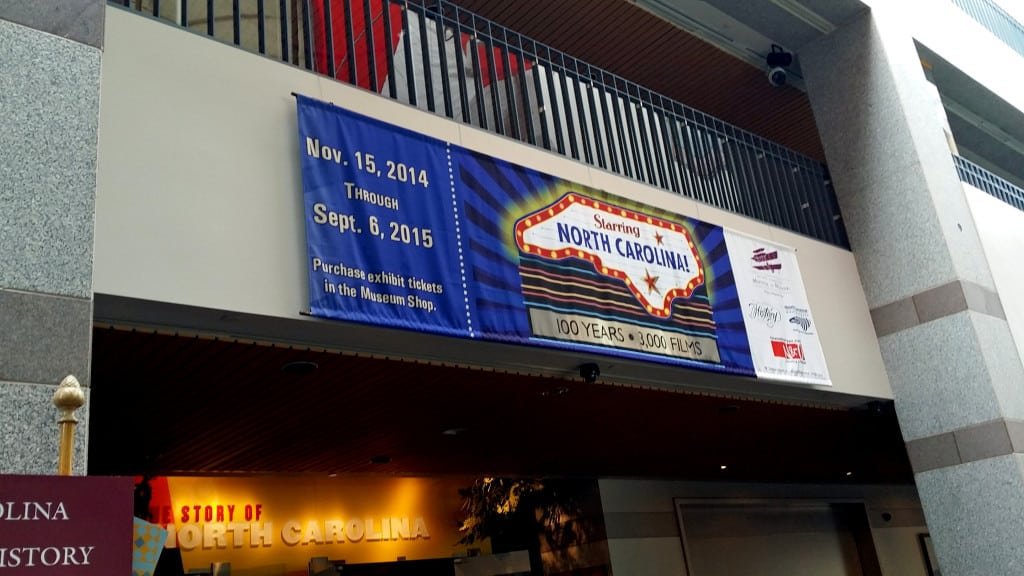 Nov. 15, 2014
THROUGH
Sept. 6, 2015
Purchase exhibit tickets
in the Museum Shop.
Starring
NORTH CAROLINA!
100 YEARS • 3,000 FILMS
STORY OF
NORTH CAROLINA
OLINA
ISTORY